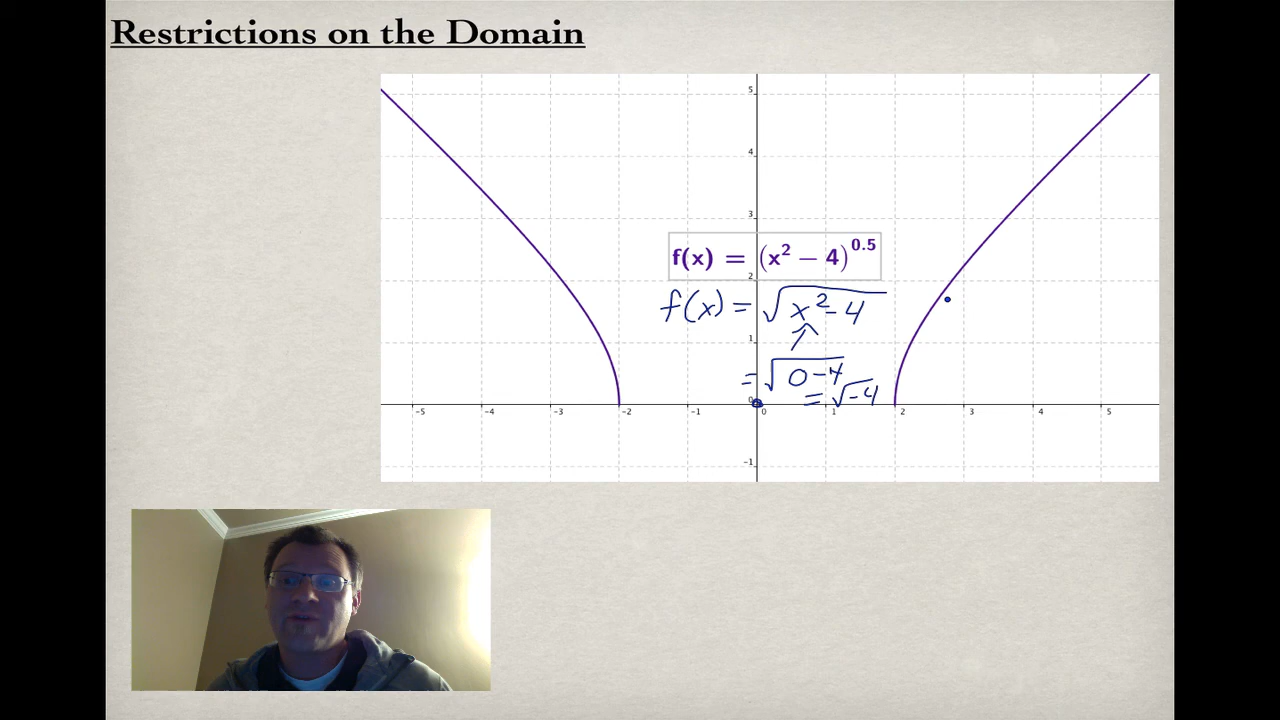 Restrictions on the Domain
5
4
3
f(x) = (x² − 4)^0.5
2
f(x) = √x²-4
1
= √0-4
= √-4
0
-5 -4 -3 -2 -1 0 1 2 3 4 5
-1